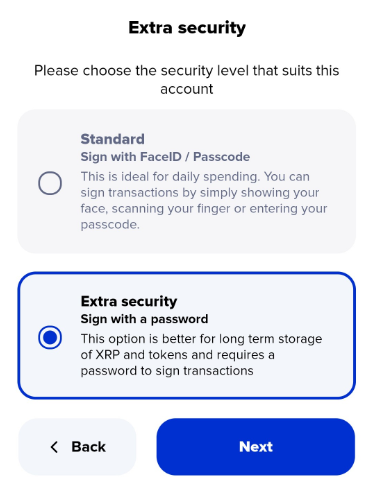 Extra security
Please choose the security level that suits this
account
Standard
Sign with FaceID / Passcode
This is ideal for daily spending. You can
sign transactions by simply showing your
face, scanning your finger or entering your
passcode.
Extra security
Sign with a password
This option is better for long term storage
of XRP and tokens and requires a
password to sign transactions
Back
Next